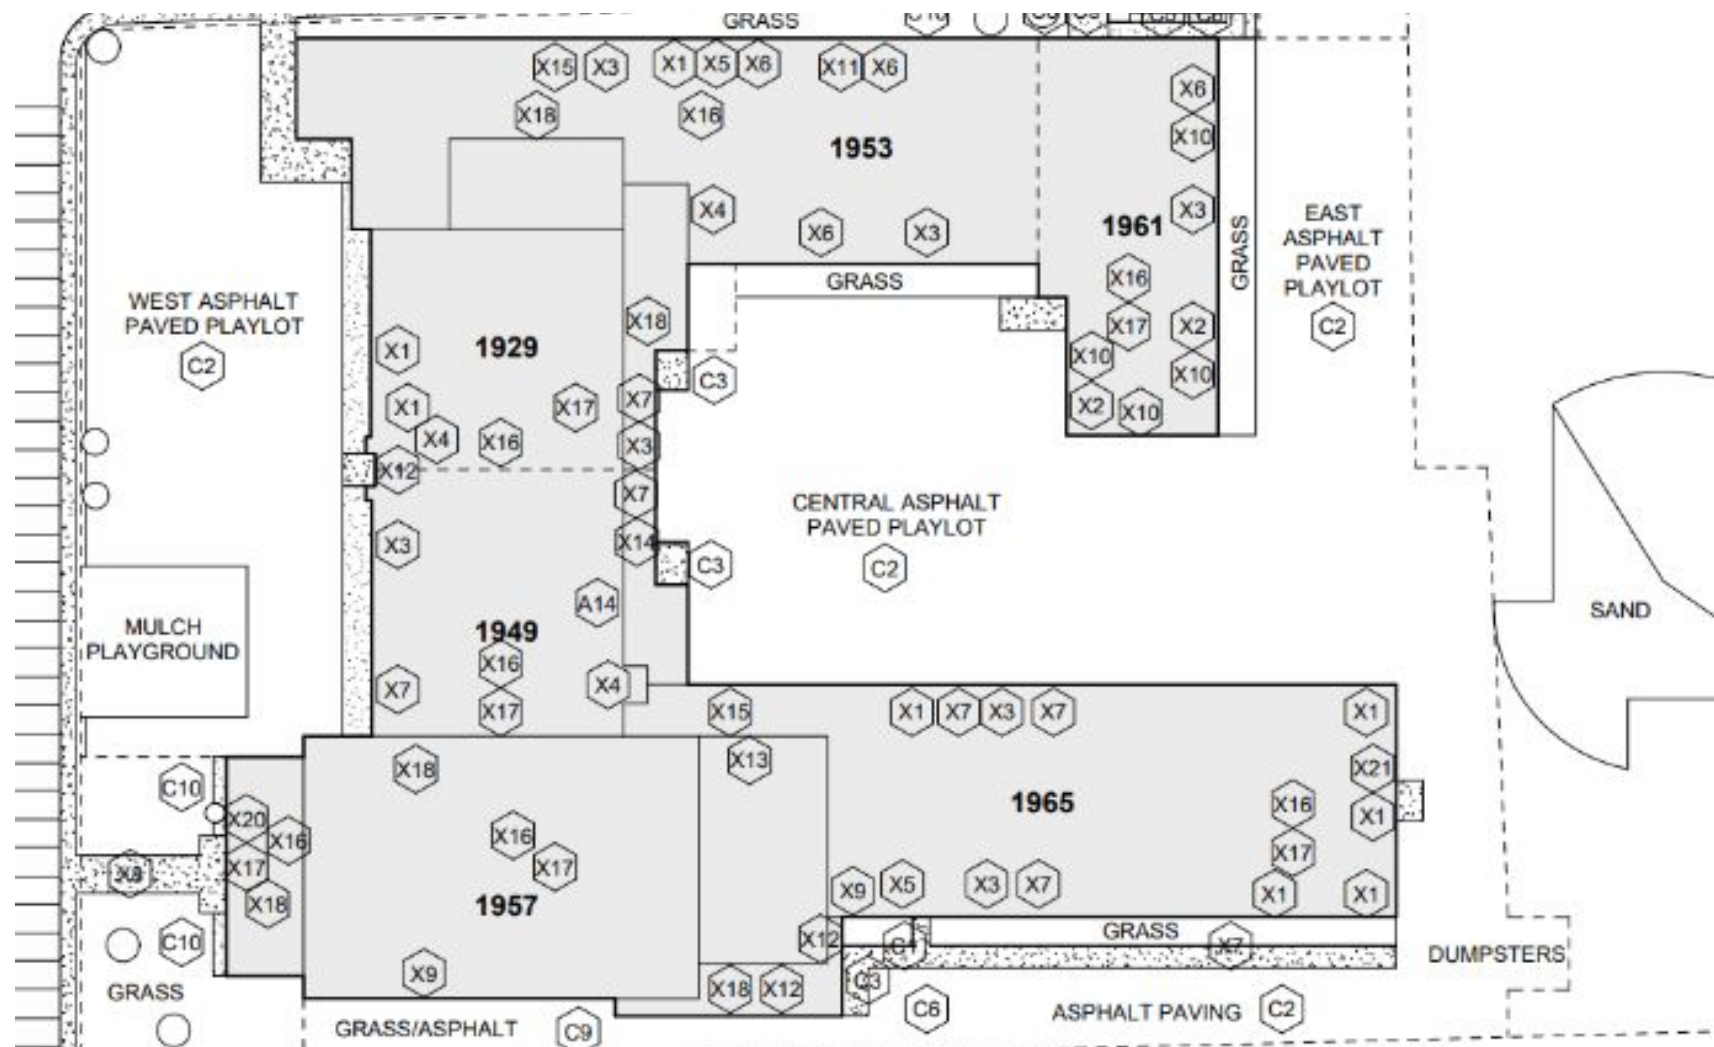 GRASS
C10
X15
X3
X1
X5
X6
X11
X6
X6
X18
X16
X10
1953
X4
X6
X3
X3
1961
EAST
ASPHALT
PAVED
PLAYLOT
C2
GRASS
GRASS
X16
X17
X2
X10
X10
X2
X10
WEST ASPHALT
PAVED PLAYLOT
C2
1929
X18
X1
X1
X4
X12
X16
X17
X7
X3
X7
X14
C3
C3
CENTRAL ASPHALT
PAVED PLAYLOT
C2
SAND
MULCH
PLAYGROUND
X3
A14
1949
X16
X17
X7
X4
X15
X1
X7
X3
X7
X1
X13
X21
X1
1965
X16
X17
X1
X1
X18
C10
X20
X16
X17
X18
X16
X17
1957
X9
X5
X3
X7
C10
GRASS
X9
X12
X18
X12
C3
GRASS
X7
DUMPSTERS
C6
ASPHALT PAVING
C2
GRASS/ASPHALT
C9